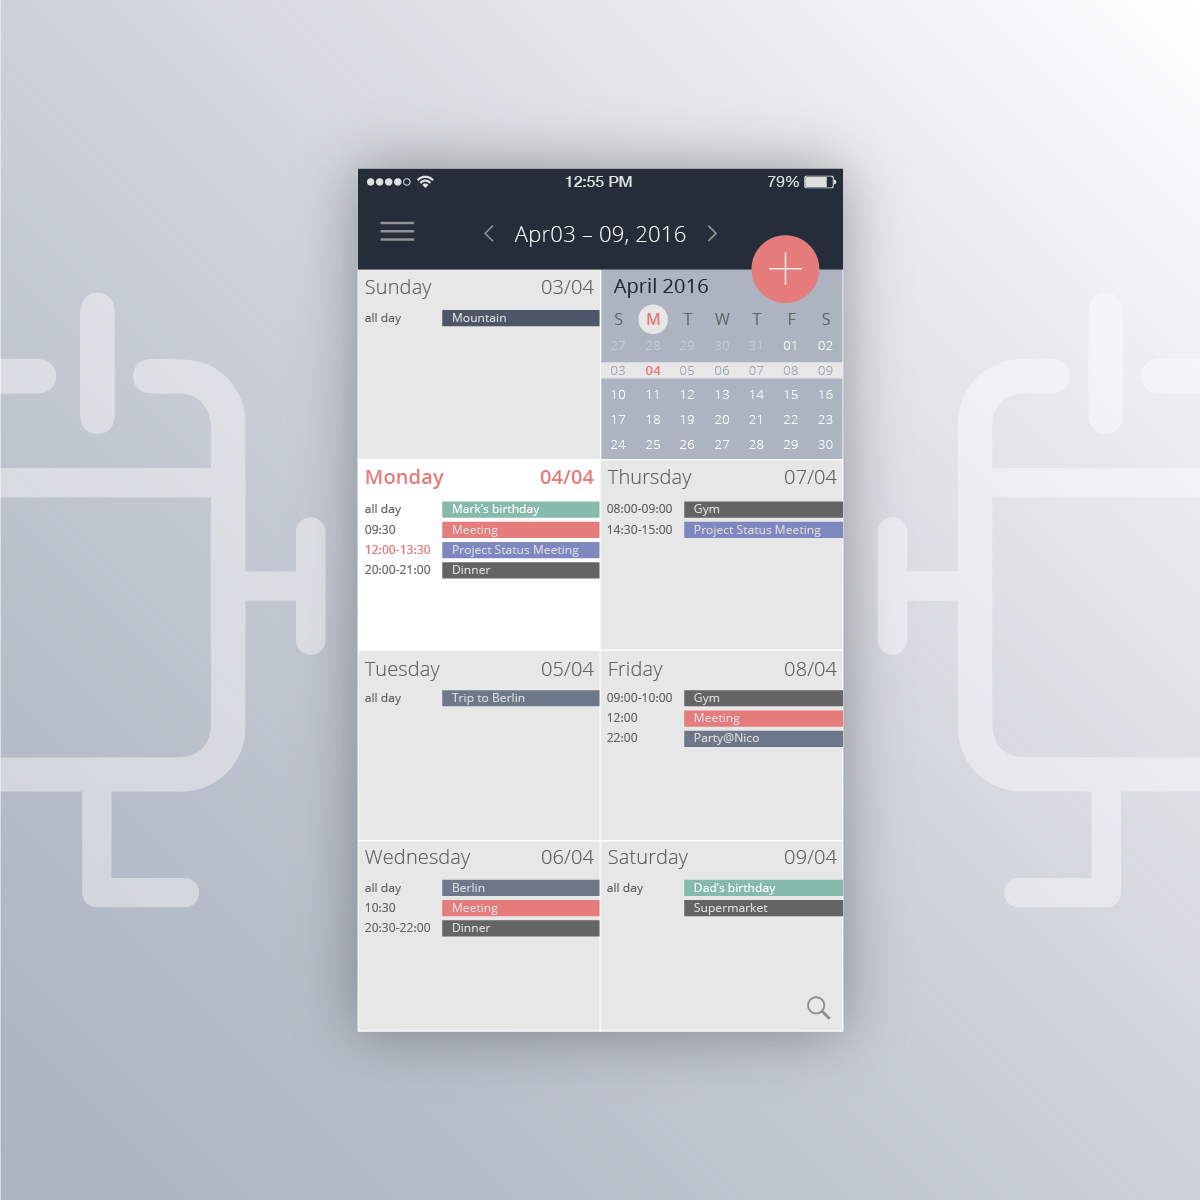 12:55 PM 79%
Apr03 – 09, 2016
Sunday 03/04
all day Mountain
April 2016
S M T W T F S
27 28 29 30 31 01 02
03 04 05 06 07 08 09
10 11 12 13 14 15 16
17 18 19 20 21 22 23
24 25 26 27 28 29 30
Monday 04/04
all day Mark's birthday
09:30 Meeting
12:00-13:30 Project Status Meeting
20:00-21:00 Dinner
Thursday 07/04
08:00-09:00 Gym
14:30-15:00 Project Status Meeting
Tuesday 05/04
all day Trip to Berlin
Friday 08/04
09:00-10:00 Gym
12:00 Meeting
22:00 Party@Nico
Wednesday 06/04
all day Berlin
10:30 Meeting
20:30-22:00 Dinner
Saturday 09/04
all day Dad's birthday
Supermarket